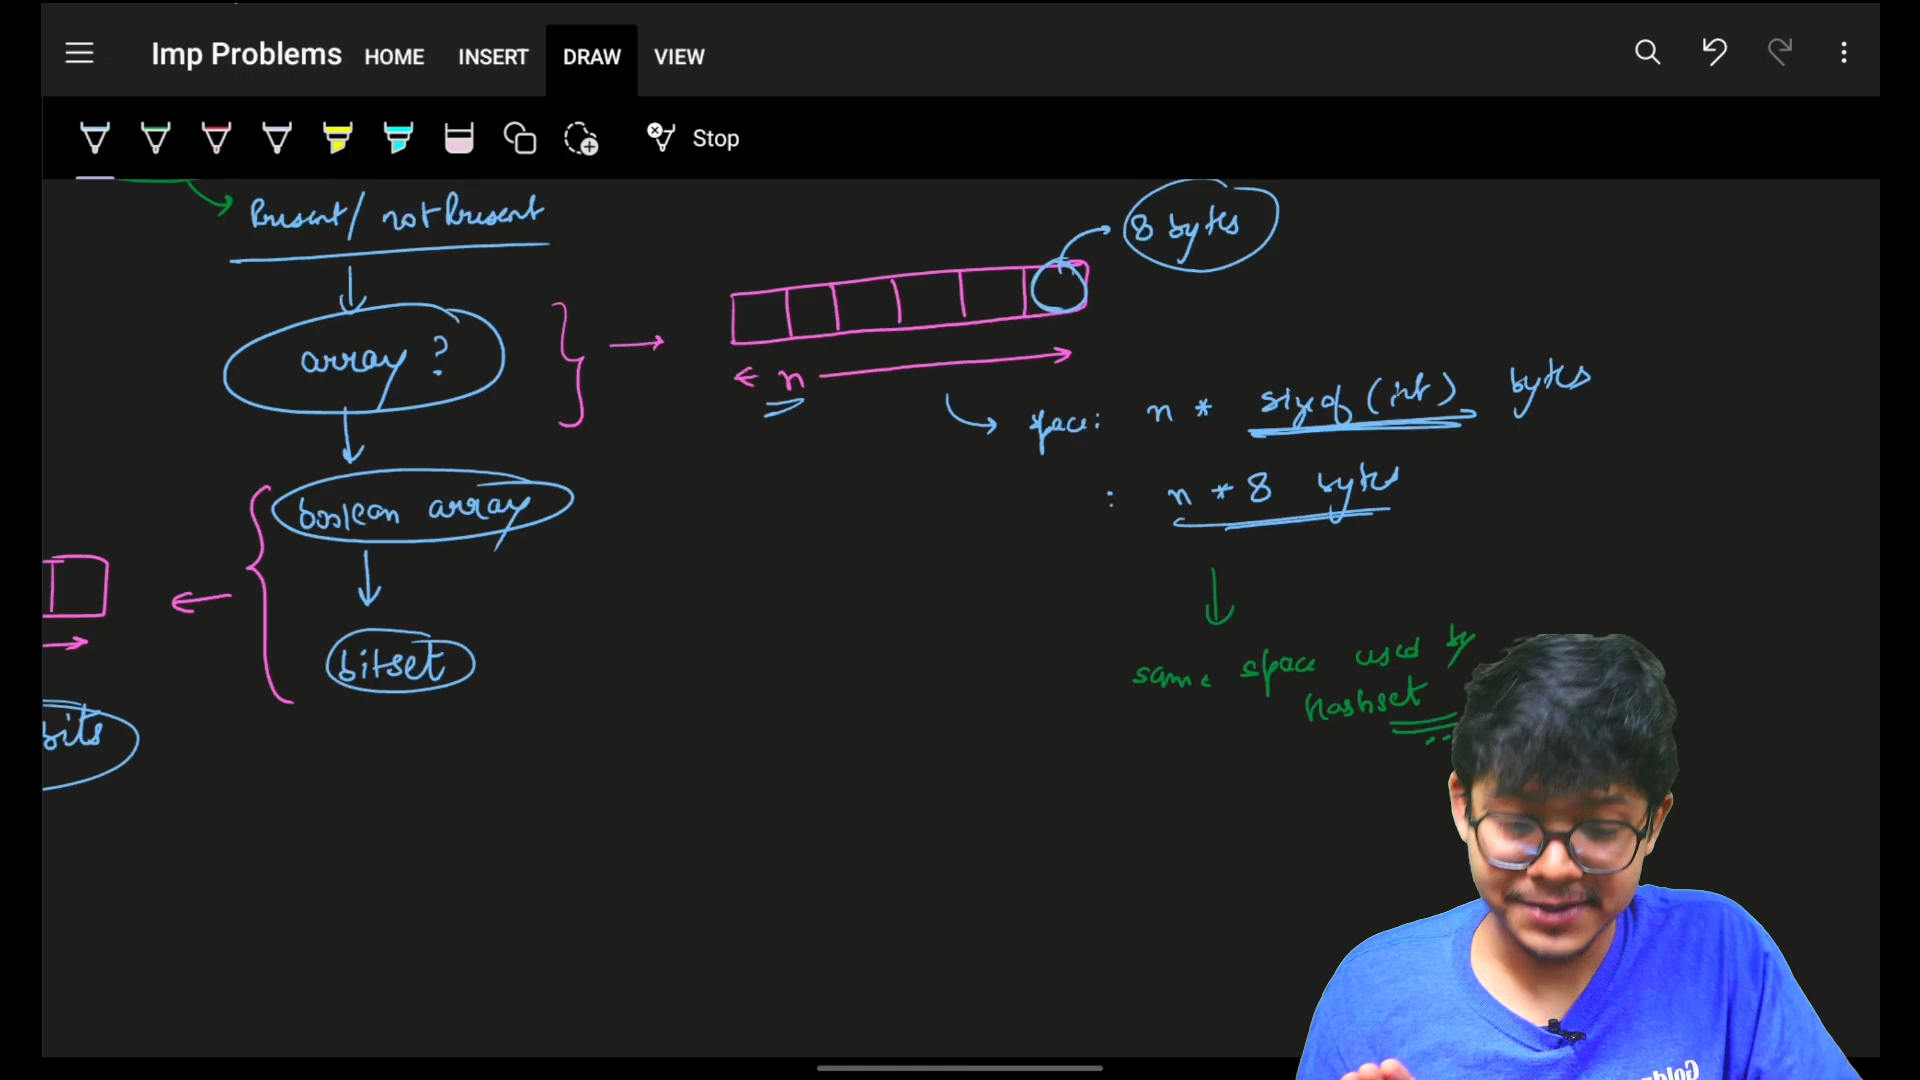 Imp Problems HOME INSERT DRAW VIEW
Stop
Present / not Present
8 bytes
array ?
n
space: n * sizeof (int) bytes
: n * 8 bytes
boolean array
bitset
same space used by
Hashset
bits